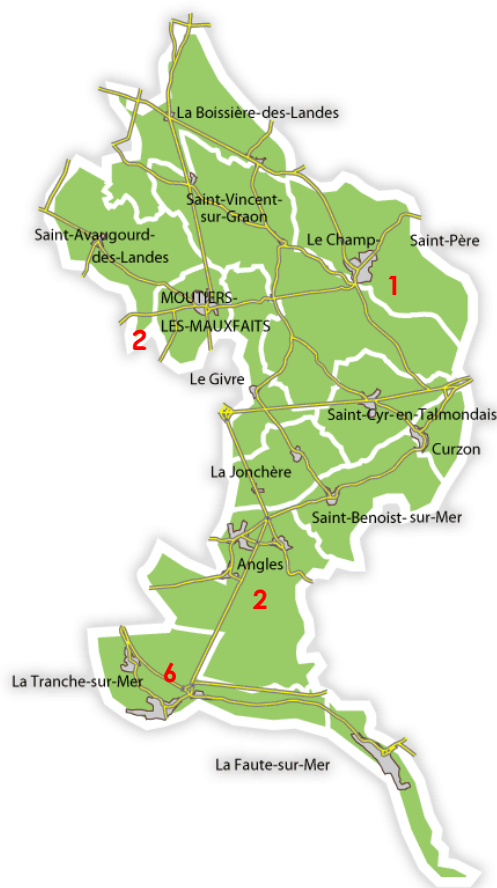 La Boissière-des-Landes
Saint-Vincent-
sur-Graon
Saint-Avaugourd-
des-Landes
Le Champ-
Saint-Père
1
MOUTIERS-
LES-MAUXFAITS
2
Le Givre
Saint-Cyr-en-Talmondais
Curzon
La Jonchère
Saint-Benoist-sur-Mer
Angles
2
6
La Tranche-sur-Mer
La Faute-sur-Mer